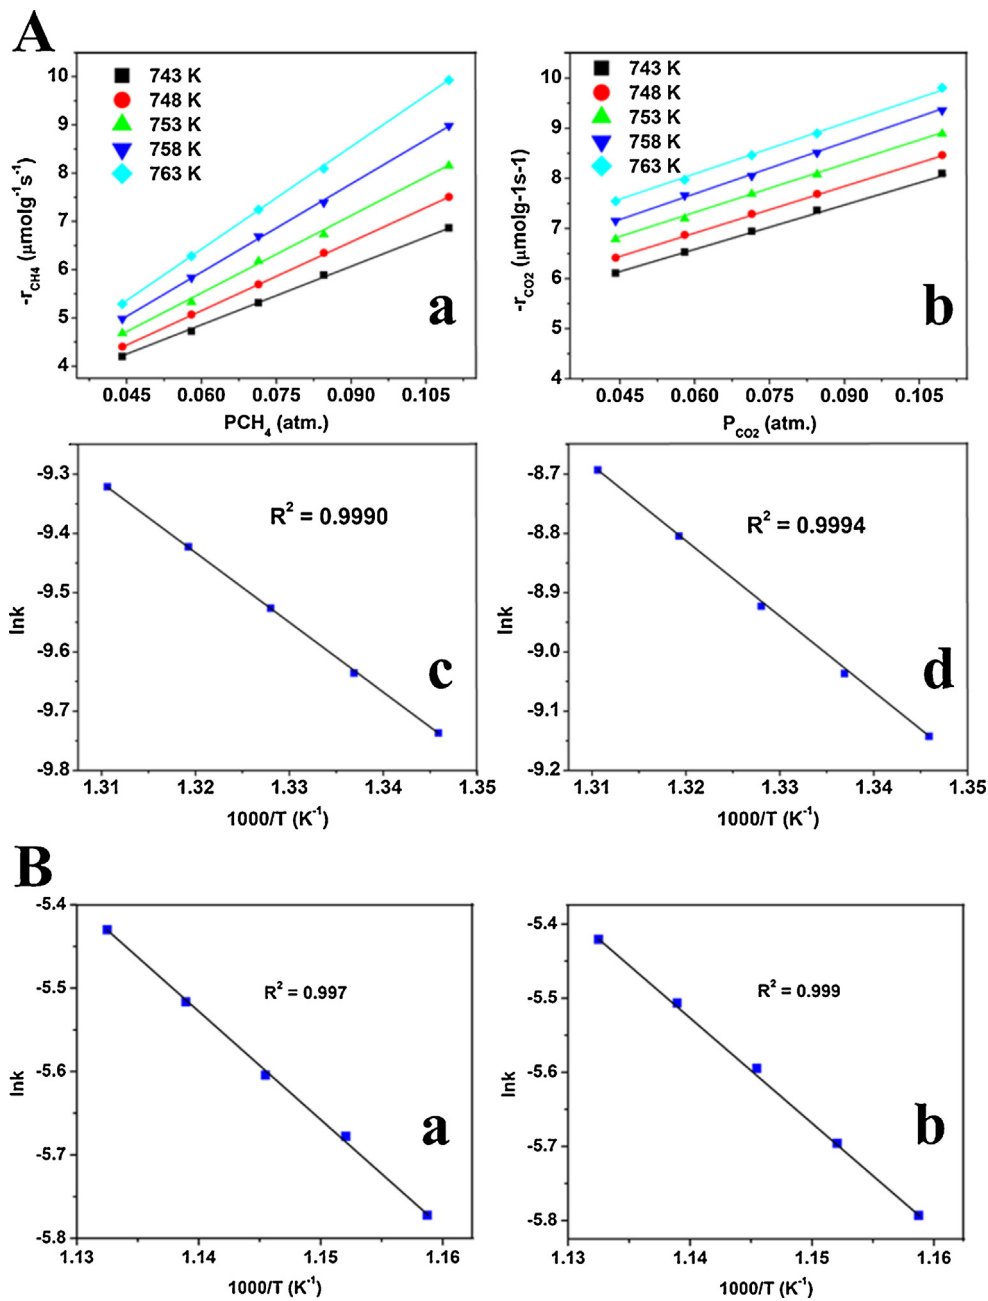 A
10
9
8
7
6
5
4
743 K
748 K
753 K
758 K
763 K
-r_CH4 (μmolg⁻¹s⁻¹)
a
0.045 0.060 0.075 0.090 0.105
PCH₄ (atm.)
10
9
8
7
6
5
4
743 K
748 K
753 K
758 K
763 K
-r_CO2 (μmolg-1s-1)
b
0.045 0.060 0.075 0.090 0.105
P_CO2 (atm.)
-9.3
-9.4
-9.5
-9.6
-9.7
-9.8
lnk
R² = 0.9990
c
1.31 1.32 1.33 1.34 1.35
1000/T (K⁻¹)
-8.7
-8.8
-8.9
-9.0
-9.1
-9.2
lnk
R² = 0.9994
d
1.31 1.32 1.33 1.34 1.35
1000/T (K⁻¹)
B
-5.4
-5.5
-5.6
-5.7
-5.8
lnk
R² = 0.997
a
1.13 1.14 1.15 1.16
1000/T (K⁻¹)
-5.4
-5.5
-5.6
-5.7
-5.8
lnk
R² = 0.999
b
1.13 1.14 1.15 1.16
1000/T (K⁻¹)